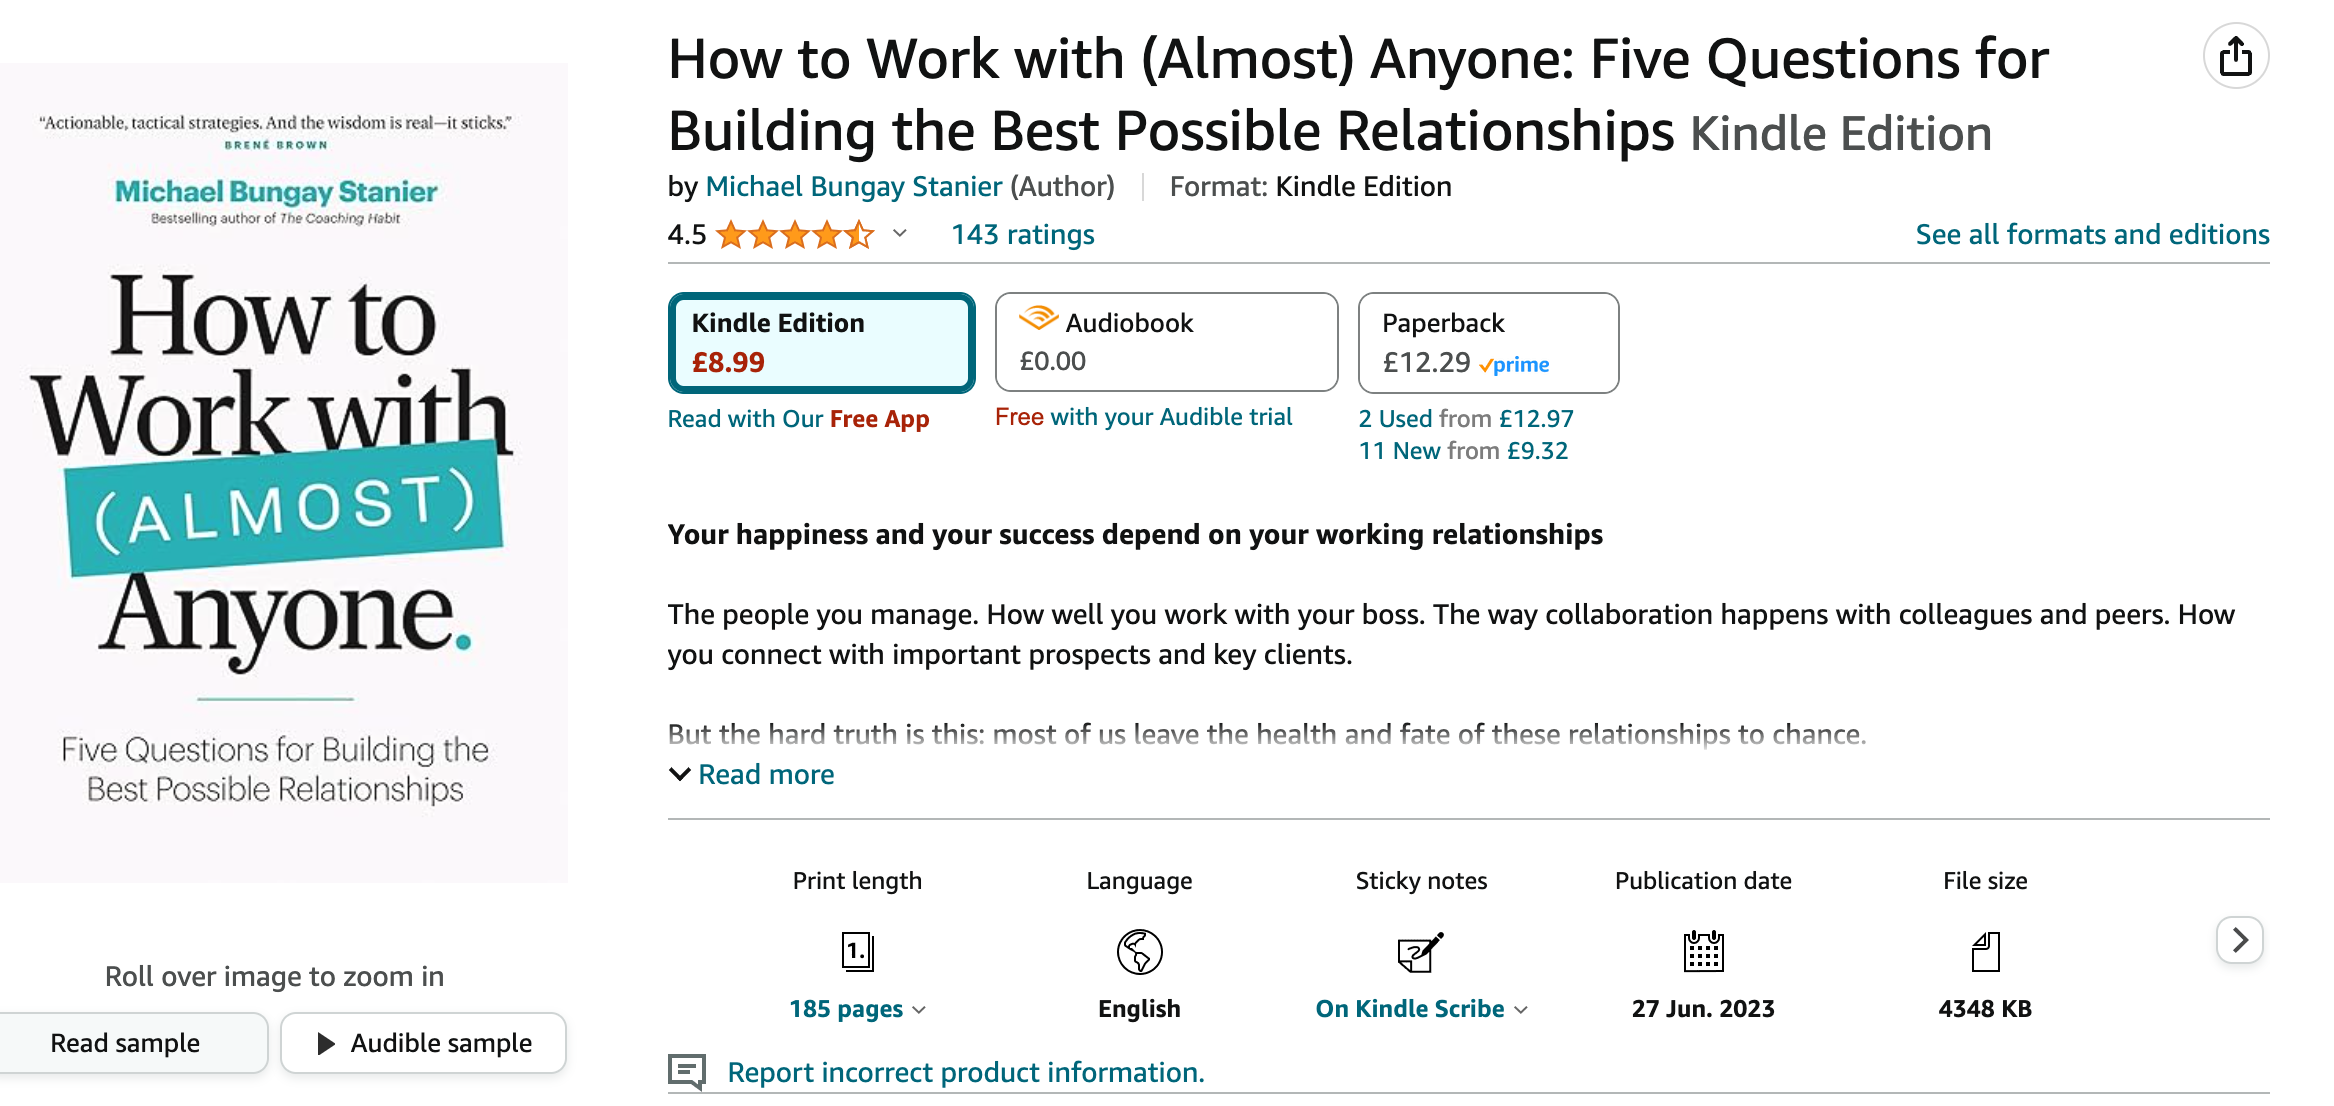 “Actionable, tactical strategies. And the wisdom is real—it sticks.”
BRENÉ BROWN
Michael Bungay Stanier
Bestselling author of The Coaching Habit
How to
Work with
(ALMOST)
Anyone.
Five Questions for Building the
Best Possible Relationships
Roll over image to zoom in
Read sample
Audible sample
How to Work with (Almost) Anyone: Five Questions for
Building the Best Possible Relationships Kindle Edition
by Michael Bungay Stanier (Author) Format: Kindle Edition
4.5 143 ratings See all formats and editions
Kindle Edition
£8.99
Read with Our Free App
Audiobook
£0.00
Free with your Audible trial
Paperback
£12.29 prime
2 Used from £12.97
11 New from £9.32
Your happiness and your success depend on your working relationships
The people you manage. How well you work with your boss. The way collaboration happens with colleagues and peers. How
you connect with important prospects and key clients.
But the hard truth is this: most of us leave the health and fate of these relationships to chance.
Read more
Print length
1.
185 pages
Language
English
Sticky notes
On Kindle Scribe
Publication date
27 Jun. 2023
File size
4348 KB
Report incorrect product information.